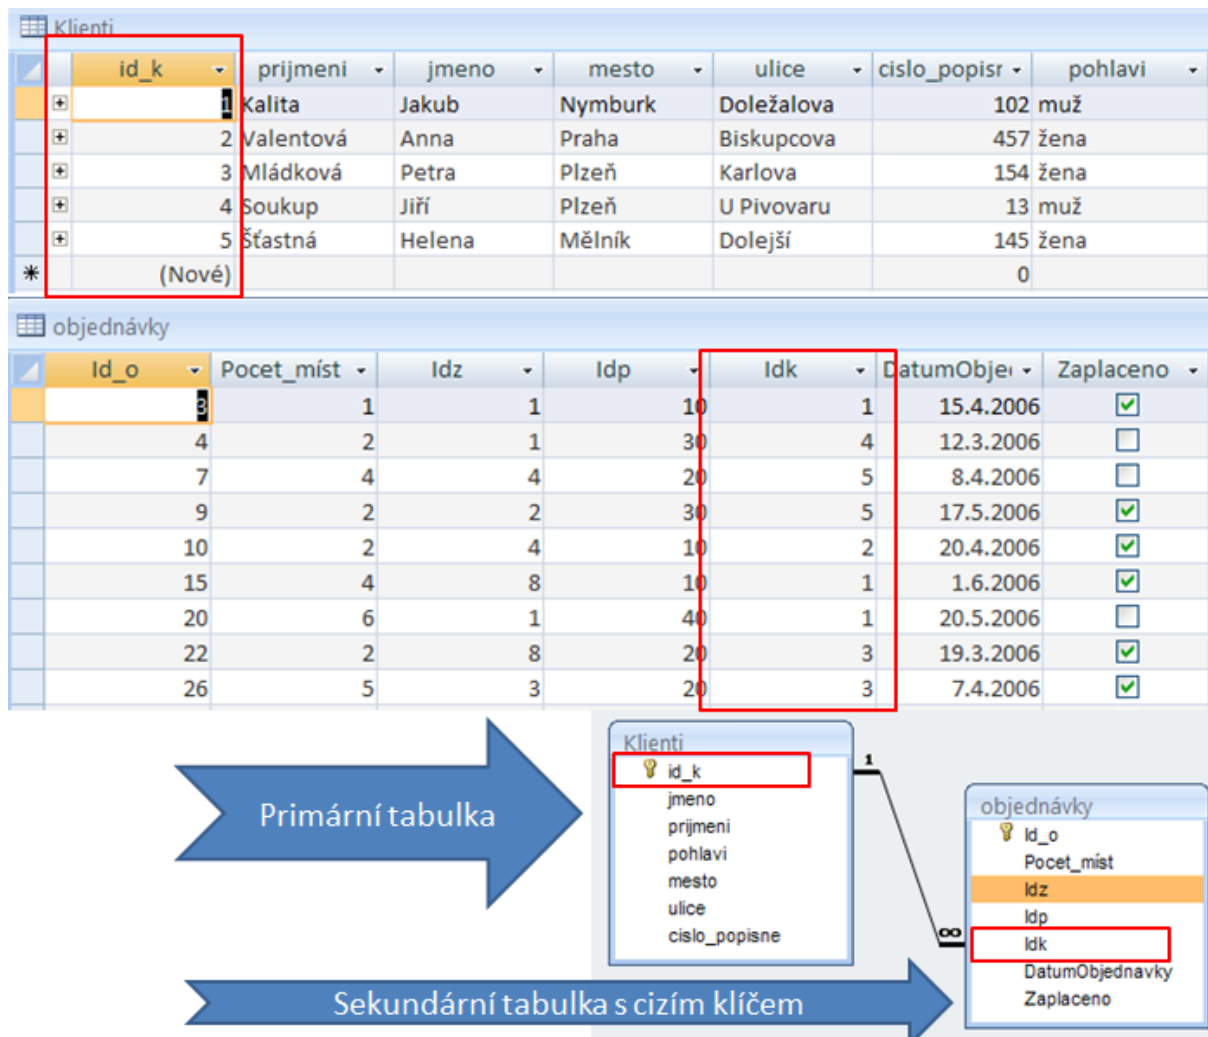 Klienti
id_k prijmeni jmeno mesto ulice cislo_popisr pohlavi
1 Kalita Jakub Nymburk Doležalova 102 muž
2 Valentová Anna Praha Biskupcova 457 žena
3 Mládková Petra Plzeň Karlova 154 žena
4 Soukup Jiří Plzeň U Pivovaru 13 muž
5 Šťastná Helena Mělník Dolejší 145 žena
(Nové) 0
objednávky
Id_o Pocet_míst Idz Idp Idk DatumObje Zaplaceno
3 1 1 10 1 15.4.2006
4 2 1 30 4 12.3.2006
7 4 4 20 5 8.4.2006
9 2 2 30 5 17.5.2006
10 2 4 10 2 20.4.2006
15 4 8 10 1 1.6.2006
20 6 1 40 1 20.5.2006
22 2 8 20 3 19.3.2006
26 5 3 20 3 7.4.2006
Primární tabulka
Klienti
id_k
jmeno
prijmeni
pohlavi
mesto
ulice
cislo_popisne
1
∞
objednávky
Id_o
Pocet_míst
Idz
Idp
Idk
DatumObjednavky
Zaplaceno
Sekundární tabulka s cizím klíčem